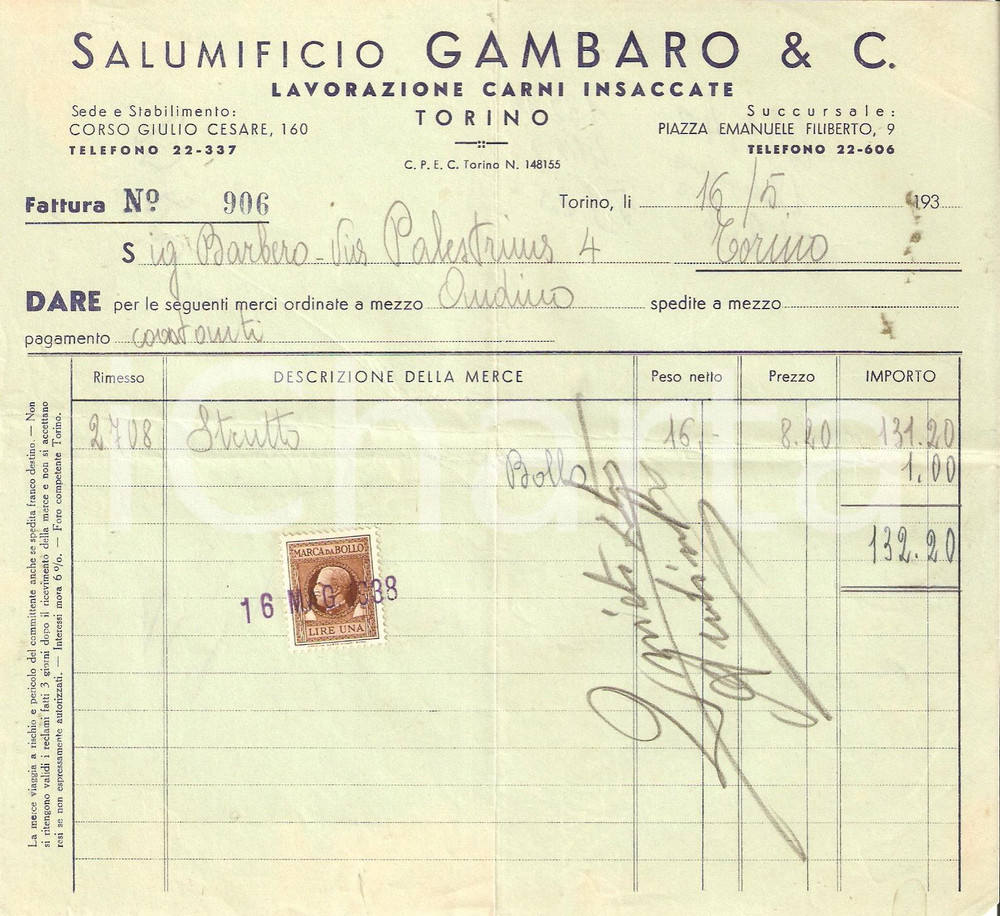 SALUMIFICIO GAMBARO & C.
LAVORAZIONE CARNI INSACCATE
TORINO
Sede e Stabilimento:
CORSO GIULIO CESARE, 160
TELEFONO 22-337
Succursale:
PIAZZA EMANUELE FILIBERTO, 9
TELEFONO 22-606
C. P. E. C. Torino N. 148155
Fattura Nº 906
Torino, li 16/5. 193
Sig Barbero - Via Palestrina 4 Torino
DARE per le seguenti merci ordinate a mezzo spedite a mezzo
pagamento contanti
Rimesso DESCRIZIONE DELLA MERCE Peso netto Prezzo IMPORTO
2708 Strutto 16,- 8.20 131.20
Bollo 1.00
132.20
MARCA DA BOLLO
16 MAG 1938
LIRE UNA
La merce viaggia a rischio e pericolo del committente anche se spedita franco destino. — Non
si ritengono validi i reclami fatti 3 giorni dopo il ricevimento della merce e non si accettano
resi se non espressamente autorizzati. — Interessi mora 6 %. — Foro competente Torino.
iCharta